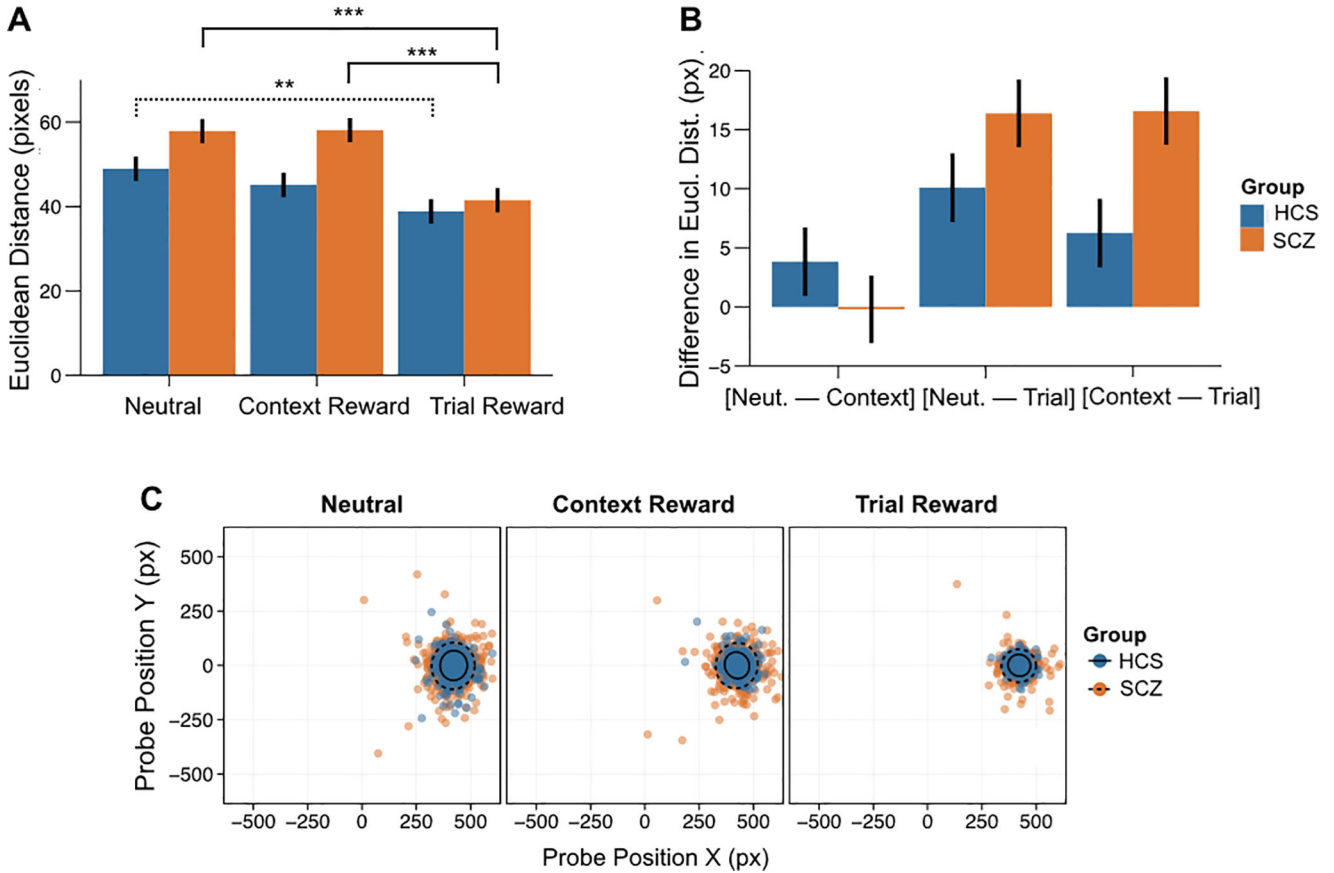 A
***
***
**
Euclidean Distance (pixels)
60
40
20
0
Neutral Context Reward Trial Reward
B
Difference in Eucl. Dist. (px)
20
15
10
5
0
−5
[Neut. — Context] [Neut. — Trial] [Context — Trial]
Group
HCS
SCZ
C
Neutral Context Reward Trial Reward
Probe Position Y (px)
500
250
0
−250
−500
−500 −250 0 250 500 −500 −250 0 250 500 −500 −250 0 250 500
Probe Position X (px)
Group
HCS
SCZ